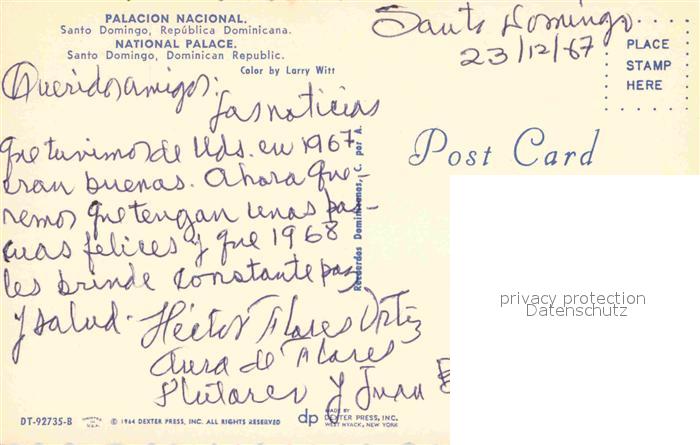 PALACION NACIONAL.
Santo Domingo, República Dominicana.
NATIONAL PALACE.
Santo Domingo, Dominican Republic.
Color by Larry Witt
Santo Domingo
23/12/67
PLACE
STAMP
HERE
Queridos amigos:
Las noticias
que tuvimos de Uds. en 1967
eran buenas. Ahora que-
remos que tengan unas pas-
cuas felices y que 1968
les brinde constante paz
y salud.
Héctor Flores Ortiz
Aura de Flores
y Juan
Post Card
Recuerdos Dominicanos, C. por A.
privacy protection
Datenschutz
DT-92735-B
© 1964 DEXTER PRESS, INC. ALL RIGHTS RESERVED
dp
MADE BY
DEXTER PRESS, INC.
WEST NYACK, NEW YORK